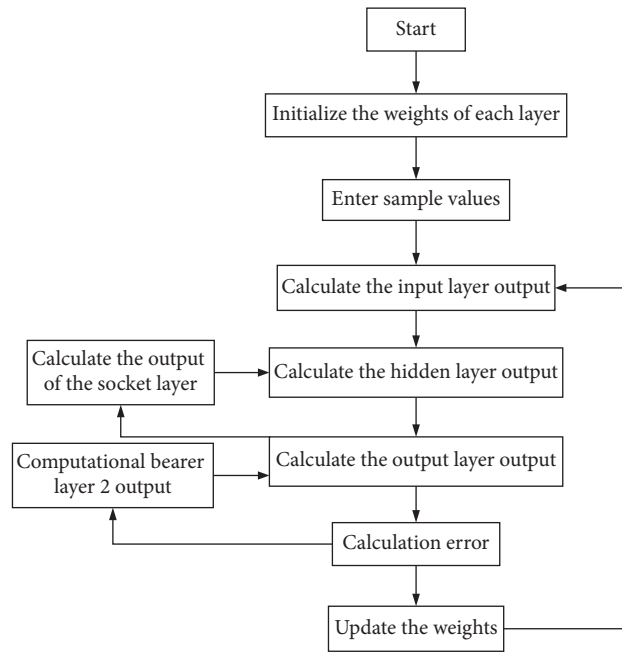 Start
Initialize the weights of each layer
Enter sample values
Calculate the input layer output
Calculate the output
of the socket layer
Calculate the hidden layer output
Computational bearer
layer 2 output
Calculate the output layer output
Calculation error
Update the weights